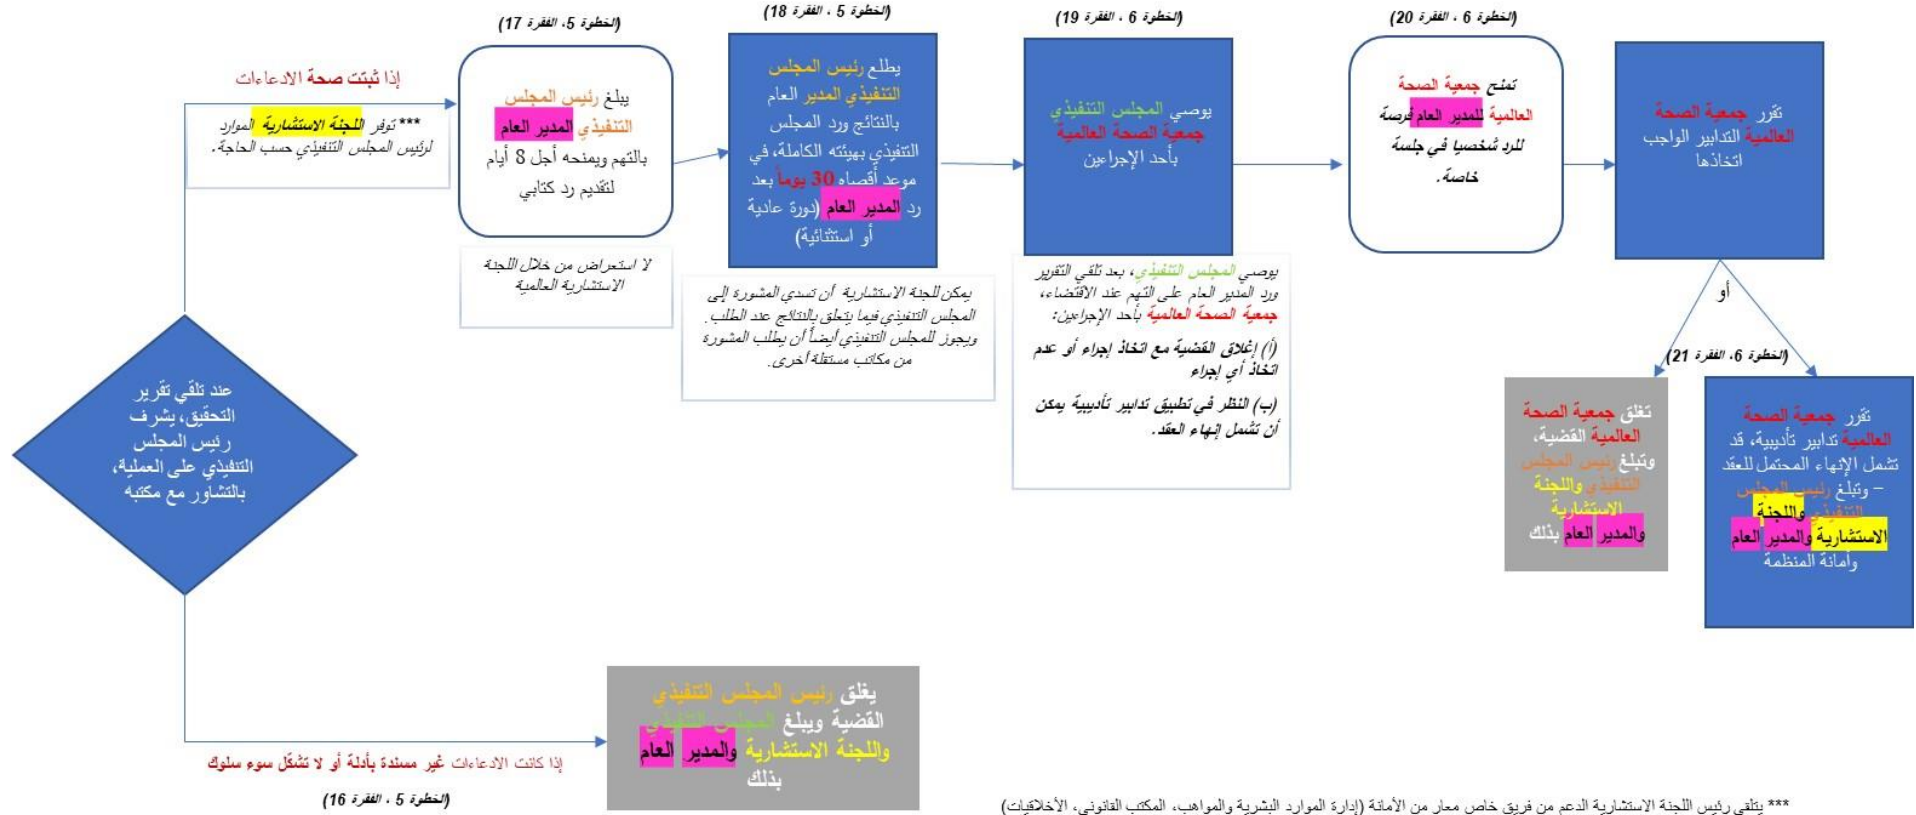 (الخطوة 5، الفقرة 17)
(الخطوة 5 ، الفقرة 18)
(الخطوة 6 ، الفقرة 19)
(الخطوة 6 ، الفقرة 20)
إذا ثبتت صحة الادعاءات
*** توفر اللجنة الاستشارية الموارد
لرئيس المجلس التنفيذي حسب الحاجة.
يبلغ رئيس المجلس
التنفيذي المدير العام
بالتهم ويمنحه أجل 8 أيام
لتقديم رد كتابي
لا استعراض من خلال اللجنة
الاستشارية العالمية
يطلع رئيس المجلس
التنفيذي المدير العام
بالنتائج ورد المجلس
التنفيذي بهيئته الكاملة، في
موعد أقصاه 30 يوماً بعد
رد المدير العام (دورة عادية
أو استثنائية)
يمكن للجنة الاستشارية أن تسدي المشورة إلى
المجلس التنفيذي فيما يتعلق بالنتائج عند الطلب.
ويجوز للمجلس التنفيذي أيضاً أن يطلب المشورة
من مكاتب مستقلة أخرى.
يوصي المجلس التنفيذي
جمعية الصحة العالمية
بأحد الإجراءين
يوصي المجلس التنفيذي، بعد تلقي التقرير
ورد المدير العام على التهم عند الاقتضاء،
جمعية الصحة العالمية بأحد الإجراءين:
(أ) إغلاق القضية مع اتخاذ إجراء أو عدم
اتخاذ أي إجراء
(ب) النظر في تطبيق تدابير تأديبية يمكن
أن تشمل إنهاء العقد.
تمنح جمعية الصحة
العالمية للمدير العام فرصة
للرد شخصيا في جلسة
خاصة.
تقرر جمعية الصحة
العالمية التدابير الواجب
اتخاذها
أو
(الخطوة 6، الفقرة 21)
تغلق جمعية الصحة
العالمية القضية،
وتبلغ رئيس المجلس
التنفيذي واللجنة
الاستشارية
والمدير العام بذلك
تقرر جمعية الصحة
العالمية تدابير تأديبية، قد
تشمل الإنهاء المحتمل للعقد
– وتبلغ رئيس المجلس
التنفيذي واللجنة
الاستشارية والمدير العام
وأمانة المنظمة
عند تلقي تقرير
التحقيق، يشرف
رئيس المجلس
التنفيذي على العملية،
بالتشاور مع مكتبه
إذا كانت الادعاءات غير مسندة بأدلة أو لا تشكّل سوء سلوك
(الخطوة 5 ، الفقرة 16)
يغلق رئيس المجلس التنفيذي
القضية ويبلغ المجلس التنفيذي
واللجنة الاستشارية والمدير العام
بذلك
*** يتلقى رئيس اللجنة الاستشارية الدعم من فريق خاص معار من الأمانة (إدارة الموارد البشرية والمواهب، المكتب القانوني، الأخلاقيات)